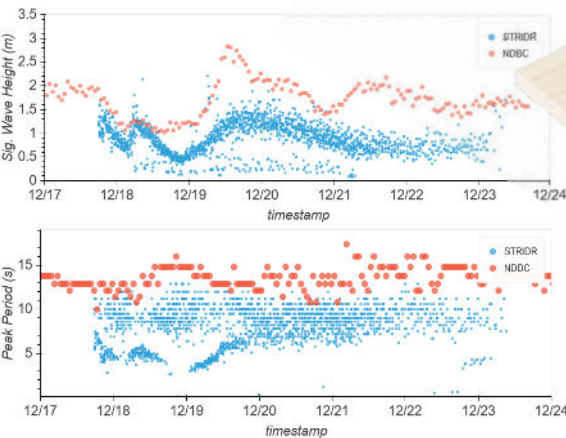 Sig. Wave Height (m)
3.5
3
2.5
2
1.5
1
0.5
0
STRIDR
NDBC
12/17 12/18 12/19 12/20 12/21 12/22 12/23 12/24
timestamp
Peak Period (s)
15
10
5
STRIDR
NDDC
12/17 12/18 12/19 12/20 12/21 12/22 12/23 12/24
timestamp